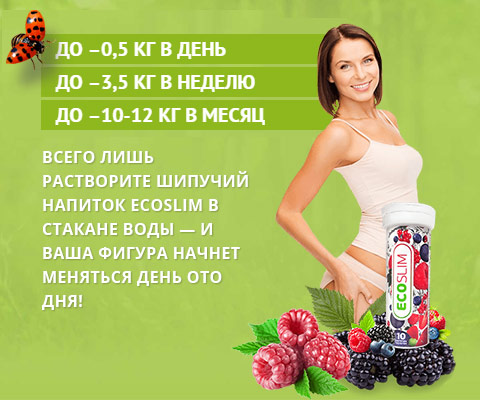 ДО –0,5 КГ В ДЕНЬ
ДО –3,5 КГ В НЕДЕЛЮ
ДО –10-12 КГ В МЕСЯЦ
ВСЕГО ЛИШЬ
РАСТВОРИТЕ ШИПУЧИЙ
НАПИТОК ECOSLIM В
СТАКАНЕ ВОДЫ — И
ВАША ФИГУРА НАЧНЕТ
МЕНЯТЬСЯ ДЕНЬ ОТО
ДНЯ!
ECOSLIM
10